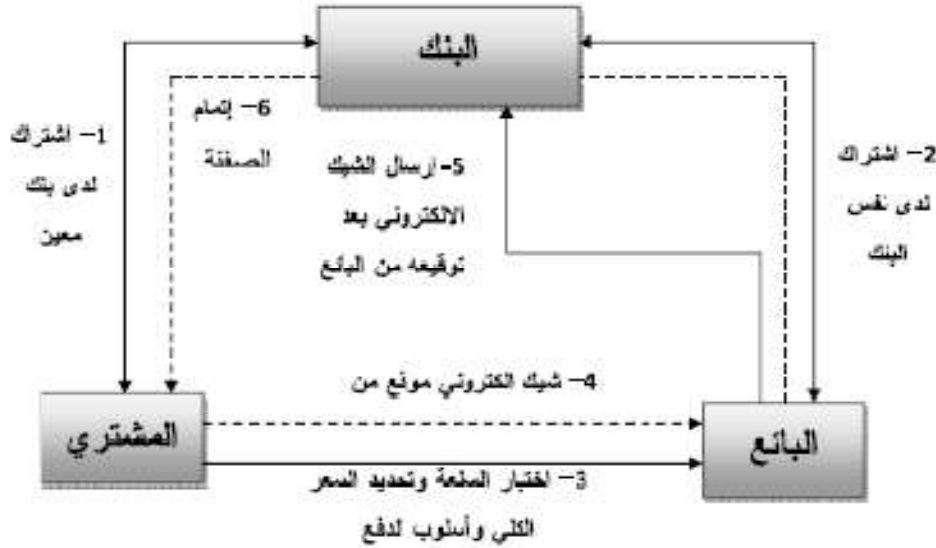 البنك
1– اشتراك
لدى بنك
معين
6– إتمام
الصفقة
5- إرسال الشيك
الالكتروني بعد
توقيعه من البائع
2– اشتراك
لدى نفس
البنك
4– شيك الكتروني موقع من
المشتري
البائع
3– اختيار السلعة وتحديد السعر
الكلي وأسلوب لدفع